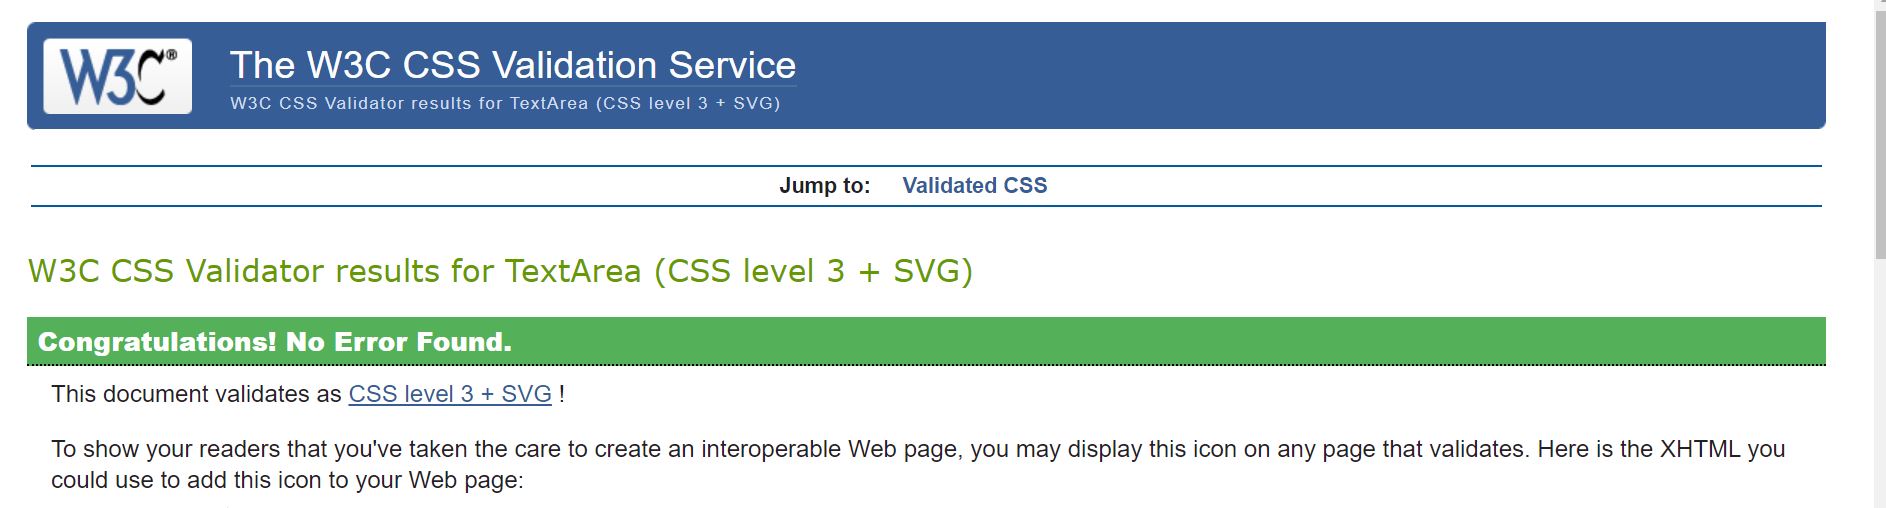 W3C®
The W3C CSS Validation Service
W3C CSS Validator results for TextArea (CSS level 3 + SVG)
Jump to: Validated CSS
W3C CSS Validator results for TextArea (CSS level 3 + SVG)
Congratulations! No Error Found.
This document validates as CSS level 3 + SVG !
To show your readers that you've taken the care to create an interoperable Web page, you may display this icon on any page that validates. Here is the XHTML you
could use to add this icon to your Web page: